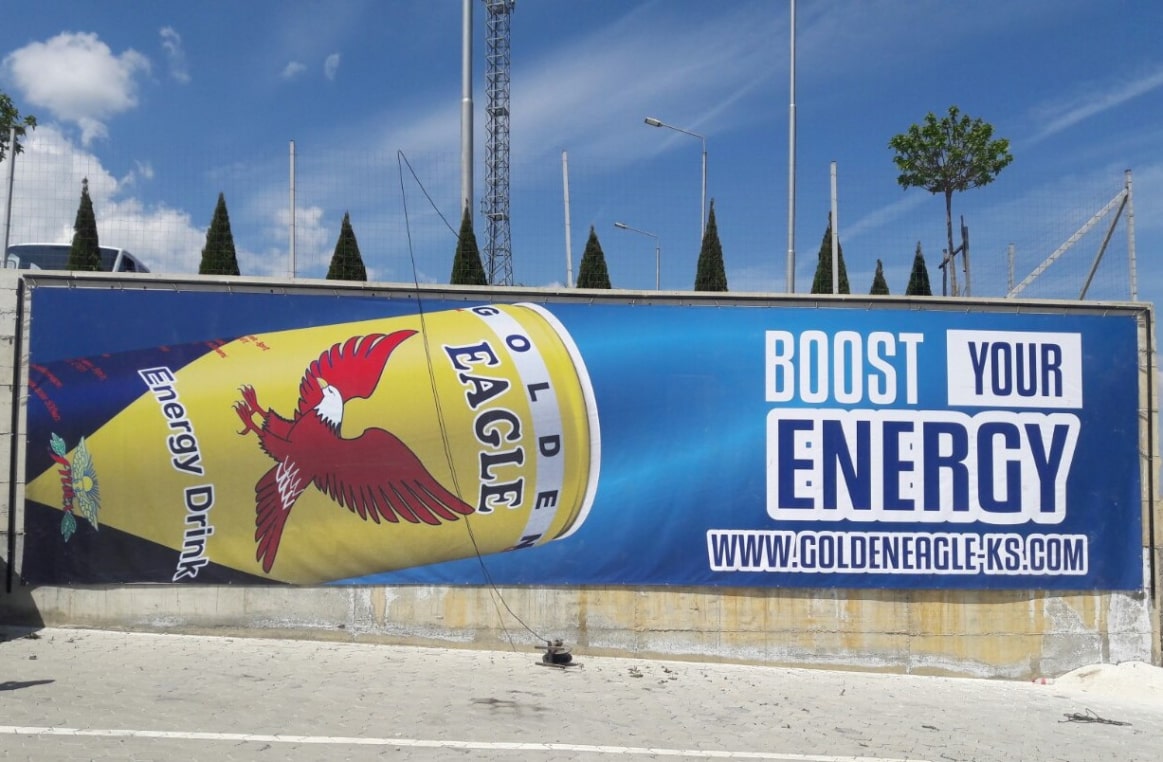 GOLDEN
EAGLE
Energy Drink
BOOST YOUR
ENERGY
WWW.GOLDENEAGLE-KS.COM